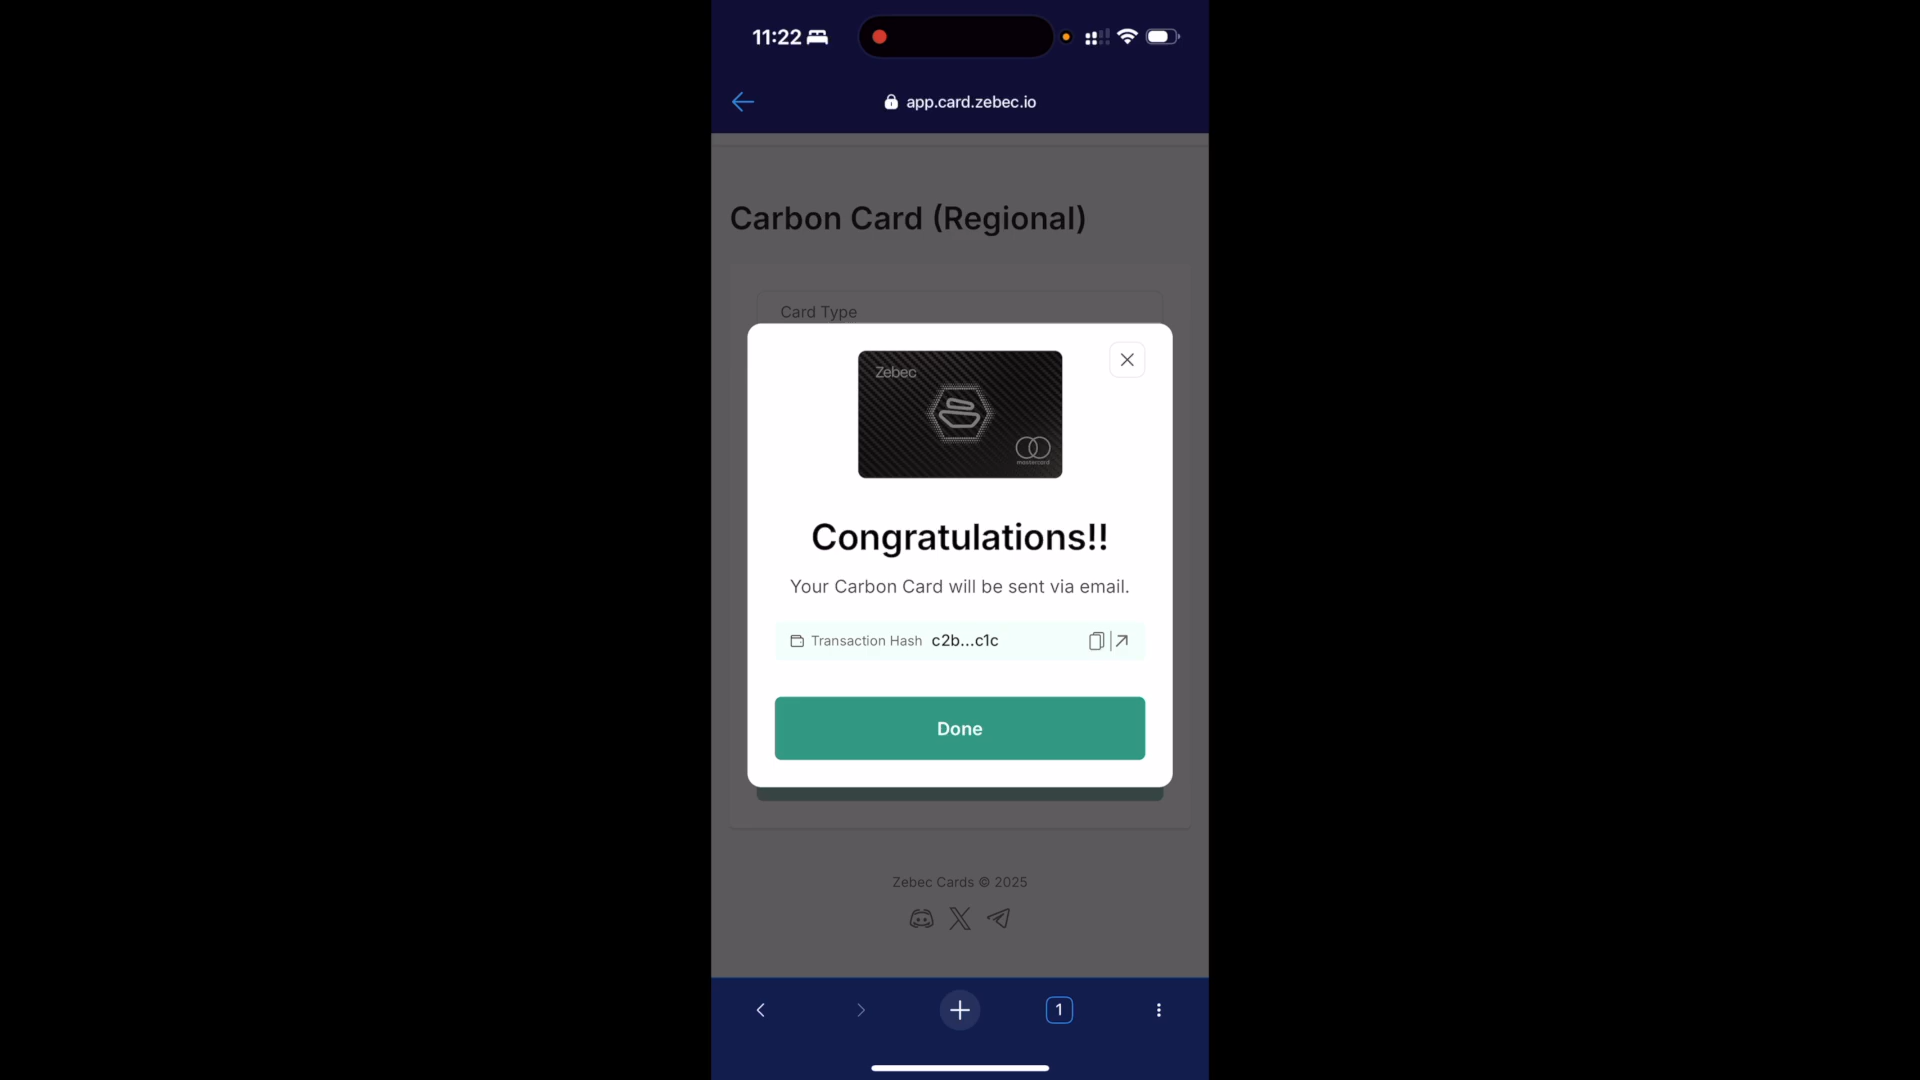 11:22
app.card.zebec.io
Carbon Card (Regional)
Card Type
Zebec
mastercard
Congratulations!!
Your Carbon Card will be sent via email.
Transaction Hash c2b...c1c
Done
Zebec Cards © 2025
1